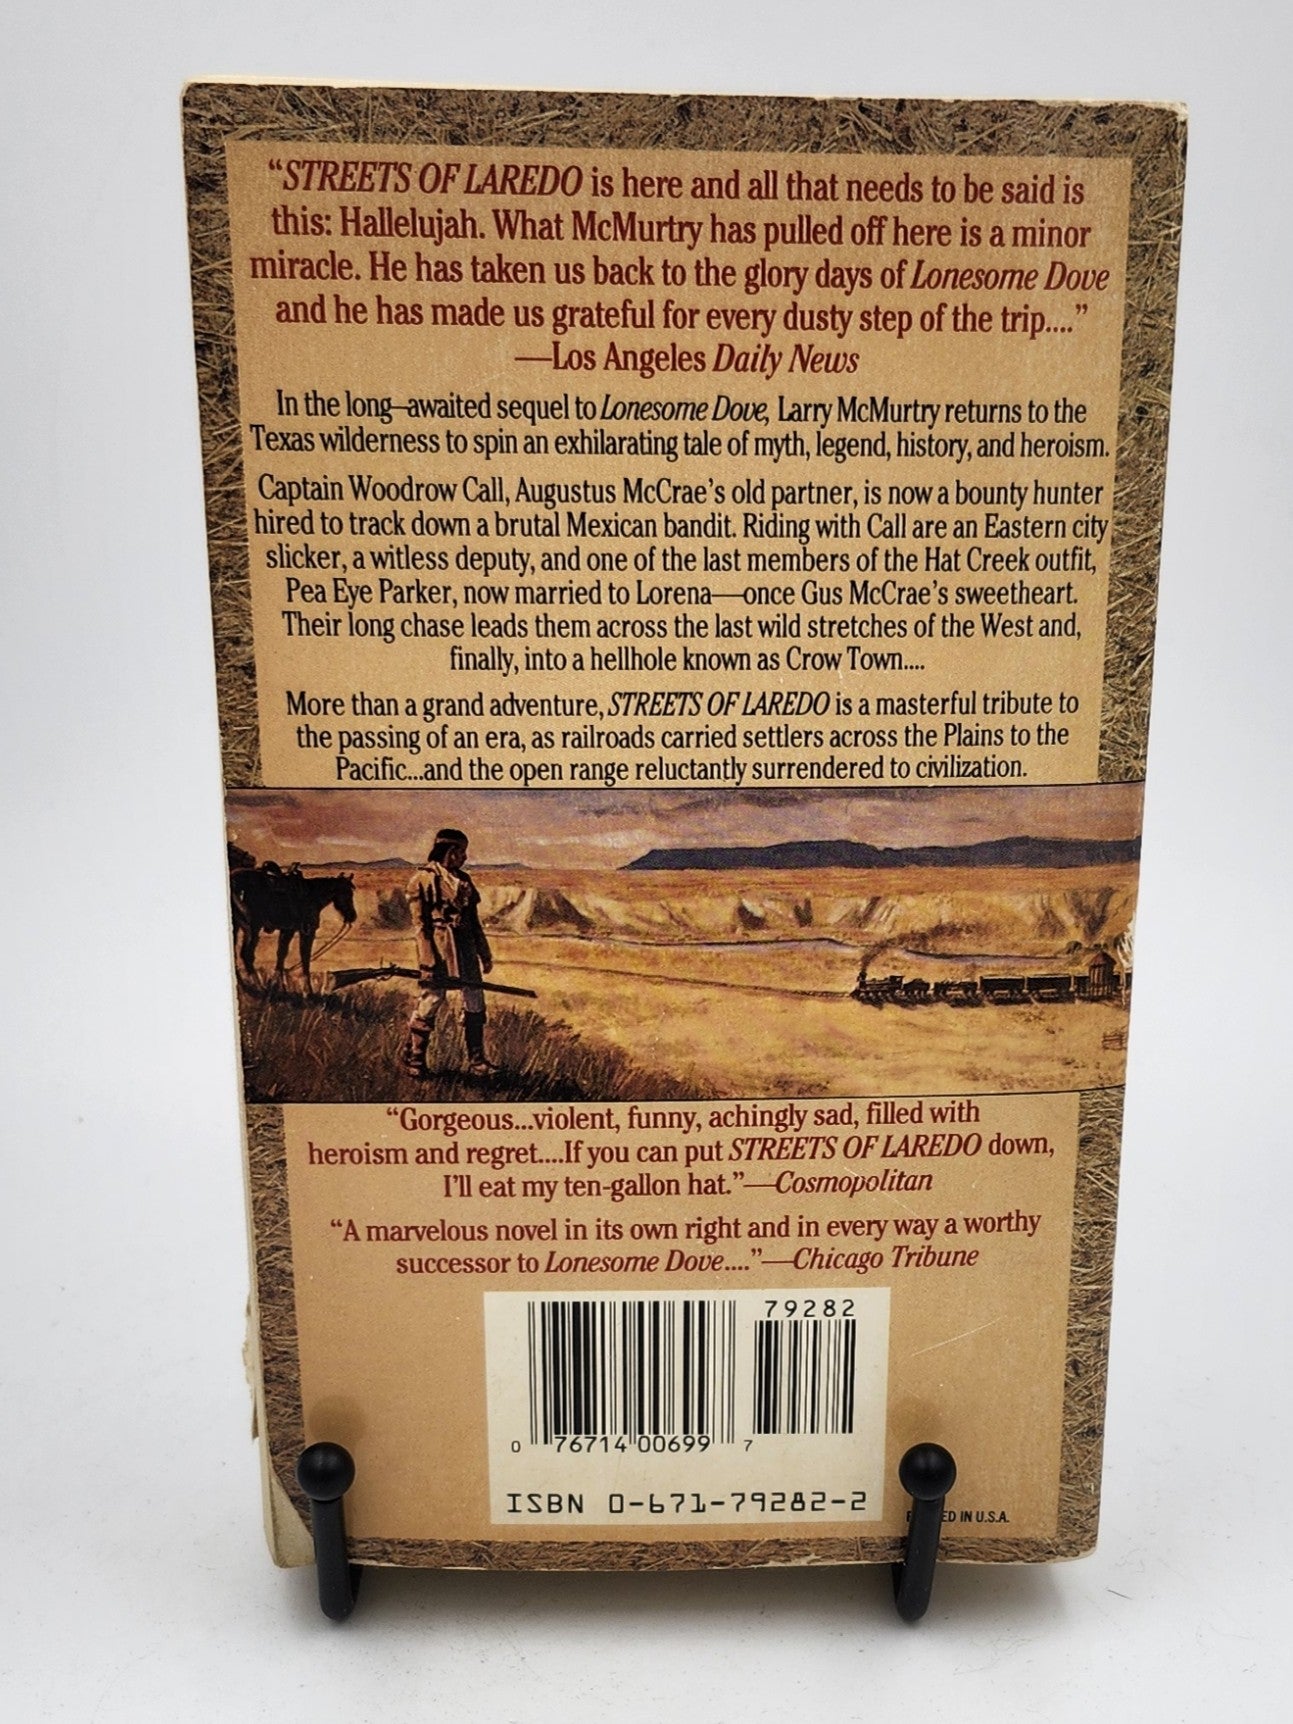 “STREETS OF LAREDO is here and all that needs to be said is
this: Hallelujah. What McMurtry has pulled off here is a minor
miracle. He has taken us back to the glory days of Lonesome Dove
and he has made us grateful for every dusty step of the trip....”
—Los Angeles Daily News
In the long–awaited sequel to Lonesome Dove, Larry McMurtry returns to the
Texas wilderness to spin an exhilarating tale of myth, legend, history, and heroism.
Captain Woodrow Call, Augustus McCrae’s old partner, is now a bounty hunter
hired to track down a brutal Mexican bandit. Riding with Call are an Eastern city
slicker, a witless deputy, and one of the last members of the Hat Creek outfit,
Pea Eye Parker, now married to Lorena—once Gus McCrae’s sweetheart.
Their long chase leads them across the last wild stretches of the West and,
finally, into a hellhole known as Crow Town....
More than a grand adventure, STREETS OF LAREDO is a masterful tribute to
the passing of an era, as railroads carried settlers across the Plains to the
Pacific...and the open range reluctantly surrendered to civilization.
“Gorgeous...violent, funny, achingly sad, filled with
heroism and regret....If you can put STREETS OF LAREDO down,
I’ll eat my ten-gallon hat.”—Cosmopolitan
“A marvelous novel in its own right and in every way a worthy
successor to Lonesome Dove....”—Chicago Tribune
79282
0 76714 00699 7
ISBN 0-671-79282-2
IN U.S.A.